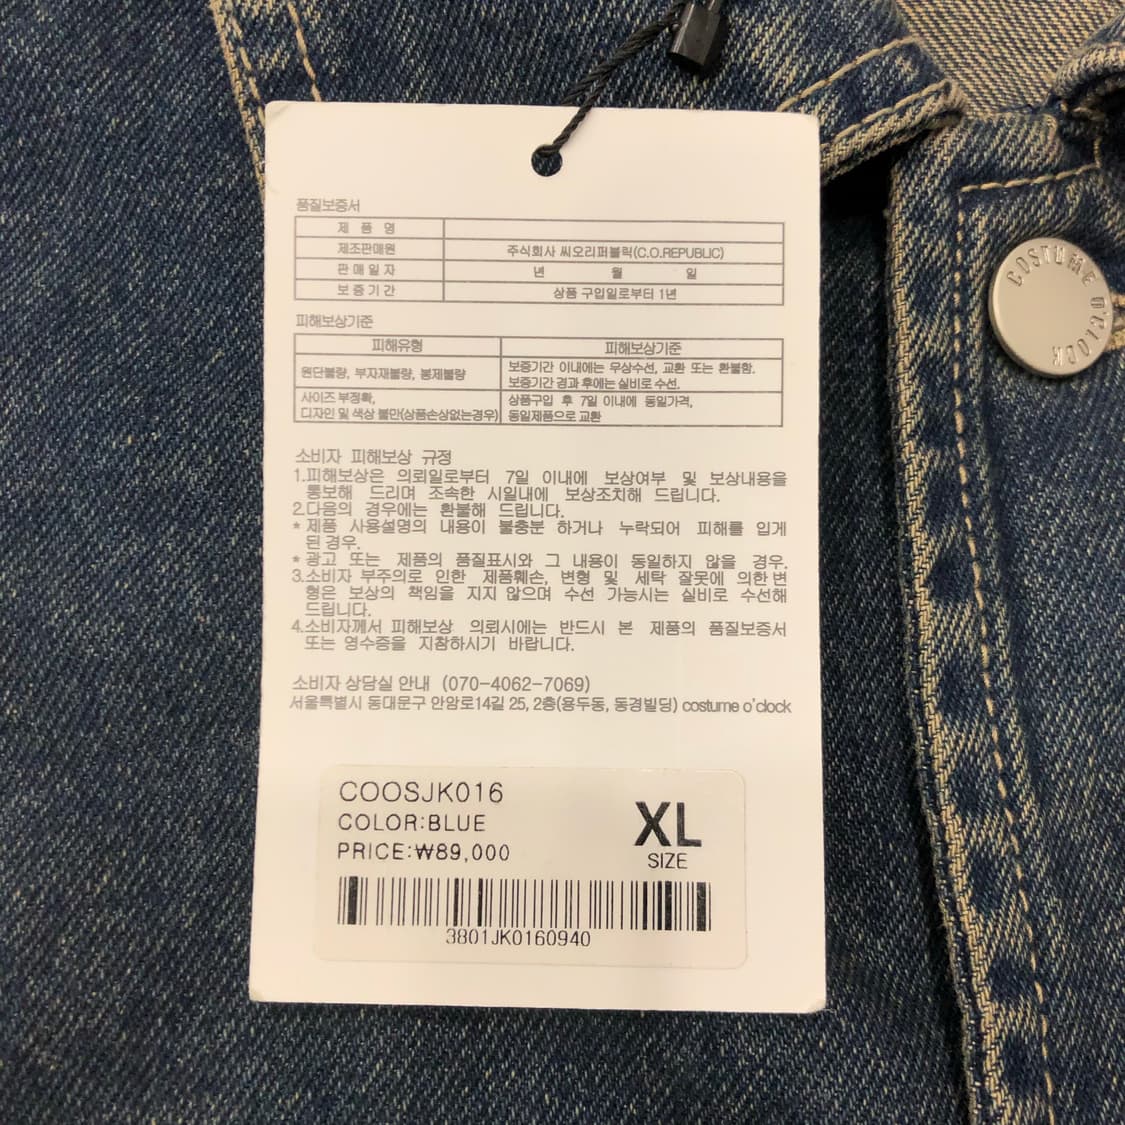 품질보증서
제 품 명
제조판매원 주식회사 씨오리퍼블릭(C.O.REPUBLIC)
판매일자 년 월 일
보증기간 상품 구입일로부터 1년
피해보상기준
피해유형 피해보상기준
원단불량, 부자재불량, 봉제불량 보증기간 이내에는 무상수선, 교환 또는 환불함.
보증기간 경과 후에는 실비로 수선.
사이즈 부정확, 상품구입 후 7일 이내에 동일가격,
디자인 및 색상 불만(상품손상없는경우) 동일제품으로 교환
소비자 피해보상 규정
1.피해보상은 의뢰일로부터 7일 이내에 보상여부 및 보상내용을
통보해 드리며 조속한 시일내에 보상조치해 드립니다.
2.다음의 경우에는 환불해 드립니다.
* 제품 사용설명의 내용이 불충분 하거나 누락되어 피해를 입게
된 경우.
* 광고 또는 제품의 품질표시와 그 내용이 동일하지 않을 경우.
3.소비자 부주의로 인한 제품훼손, 변형 및 세탁 잘못에 의한 변
형은 보상의 책임을 지지 않으며 수선 가능시는 실비로 수선해
드립니다.
4.소비자께서 피해보상 의뢰시에는 반드시 본 제품의 품질보증서
또는 영수증을 지참하시기 바랍니다.
소비자 상담실 안내 (070-4062-7069)
서울특별시 동대문구 안암로14길 25, 2층(용두동, 동경빌딩) costume o'clock
COOSJK016
COLOR:BLUE
PRICE:₩89,000
XL
SIZE
3801JK0160940
COSTUME O'CLOCK